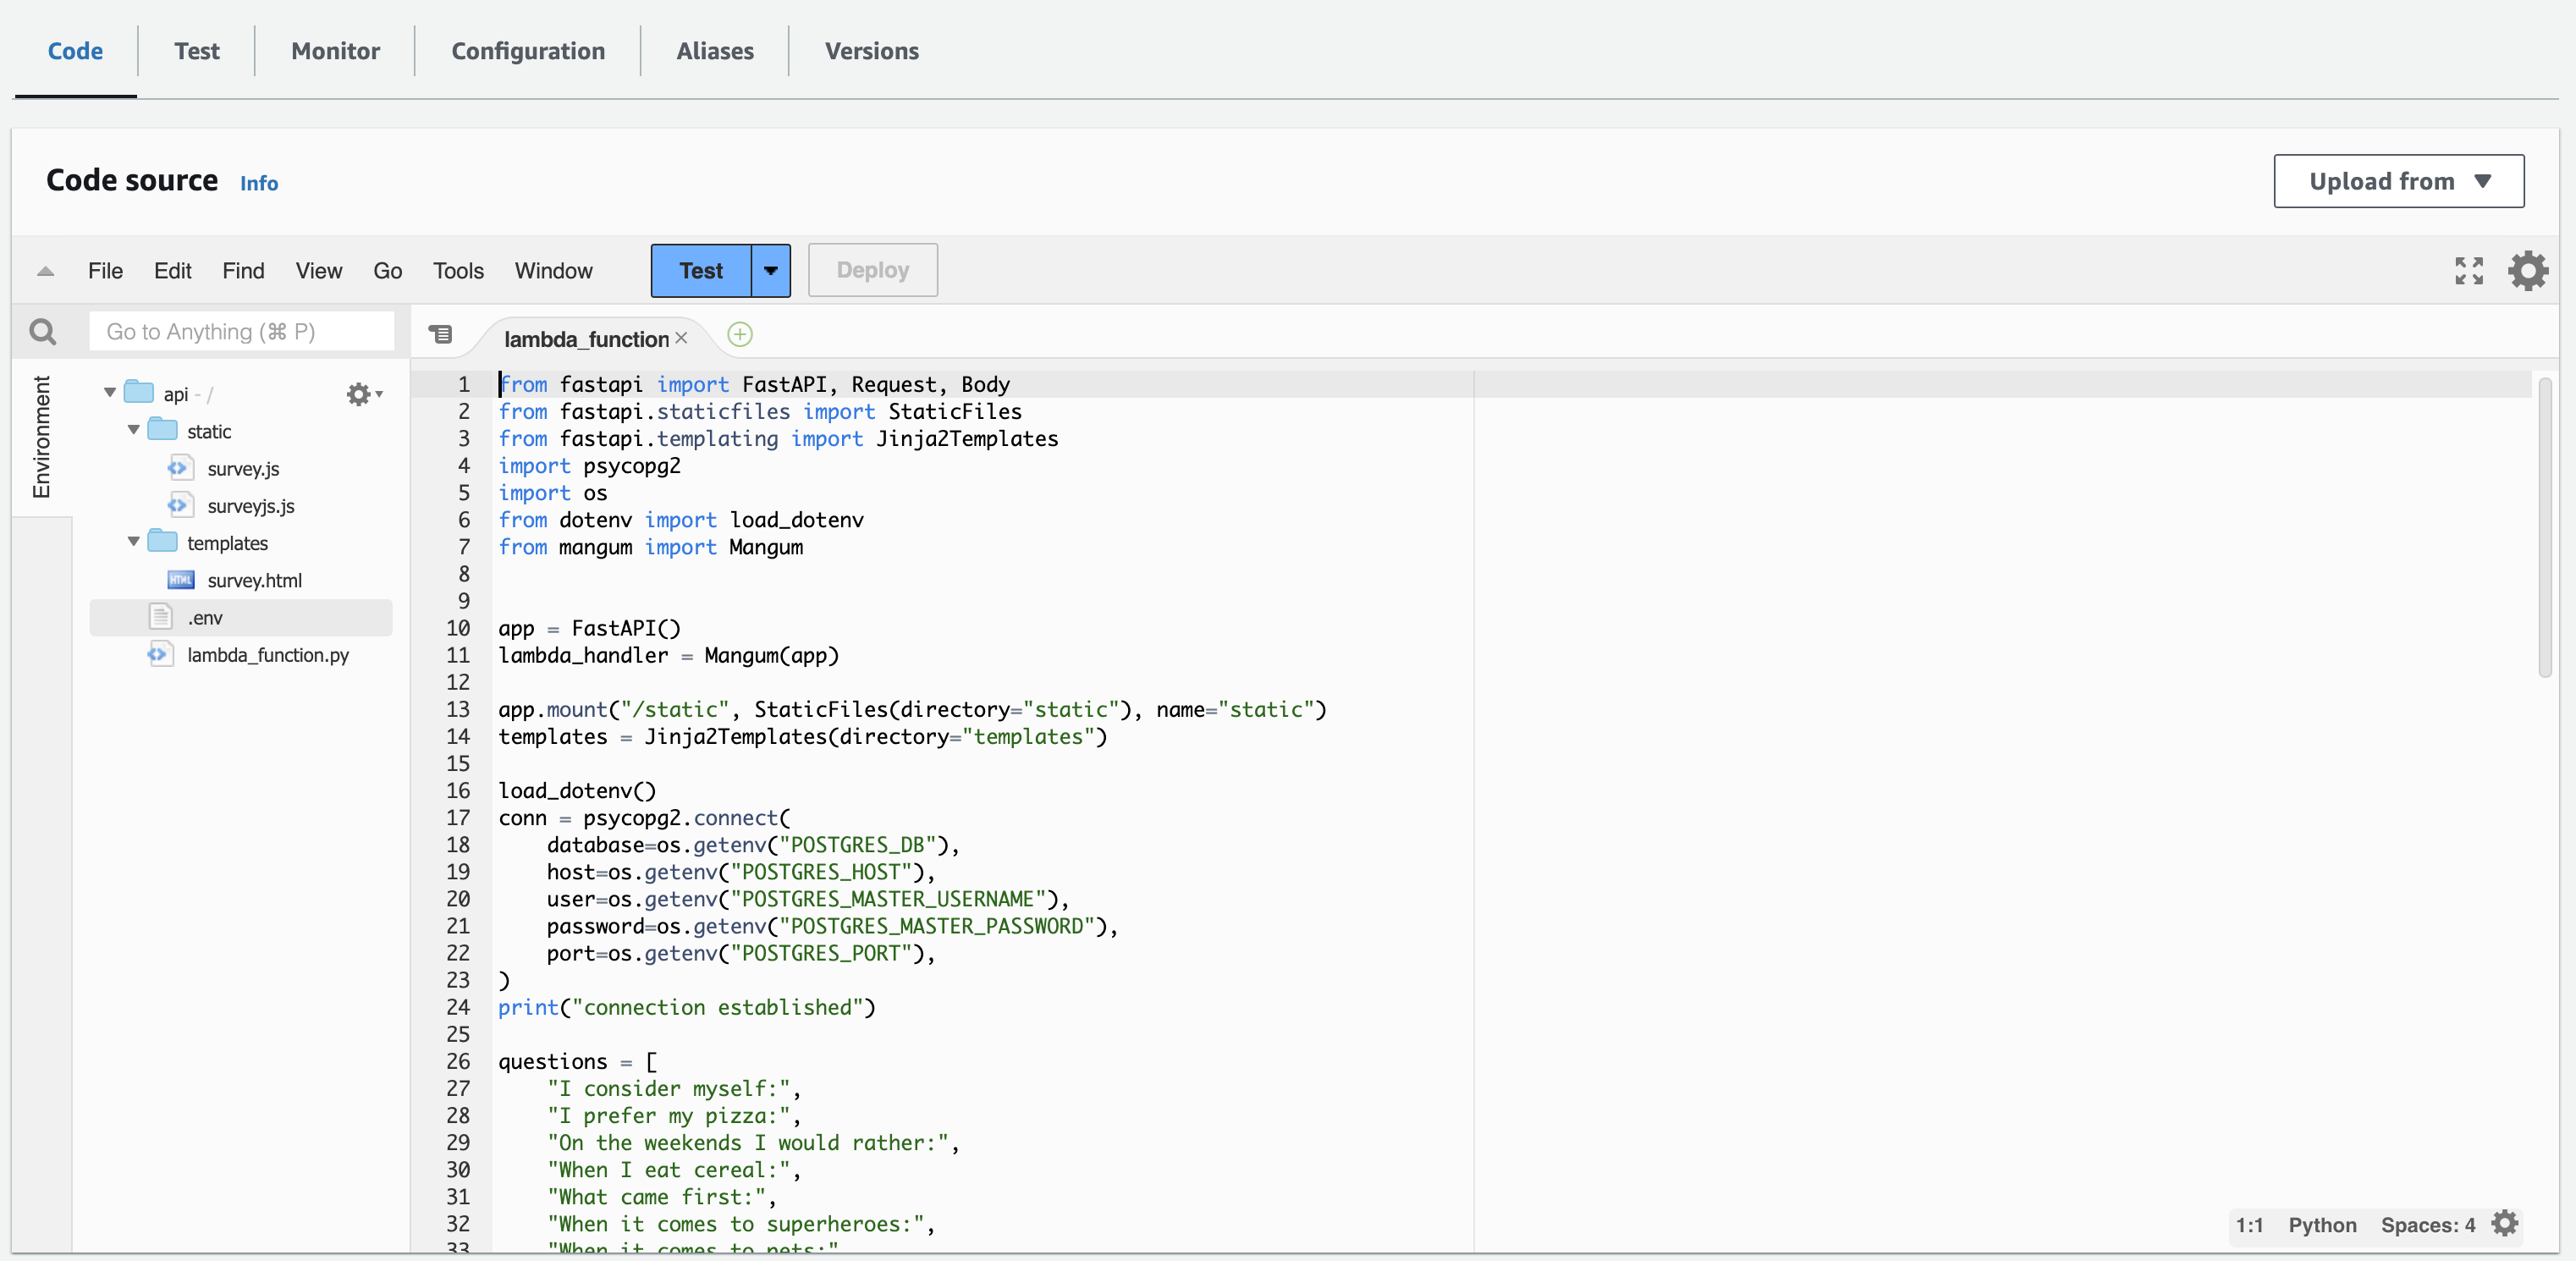 Code Test Monitor Configuration Aliases Versions
Code source Info Upload from
File Edit Find View Go Tools Window Test Deploy
Go to Anything (⌘ P)
lambda_function
Environment
api - /
static
survey.js
surveyjs.js
templates
HTML survey.html
.env
lambda_function.py
1 from fastapi import FastAPI, Request, Body
2 from fastapi.staticfiles import StaticFiles
3 from fastapi.templating import Jinja2Templates
4 import psycopg2
5 import os
6 from dotenv import load_dotenv
7 from mangum import Mangum
8
9
10 app = FastAPI()
11 lambda_handler = Mangum(app)
12
13 app.mount("/static", StaticFiles(directory="static"), name="static")
14 templates = Jinja2Templates(directory="templates")
15
16 load_dotenv()
17 conn = psycopg2.connect(
18     database=os.getenv("POSTGRES_DB"),
19     host=os.getenv("POSTGRES_HOST"),
20     user=os.getenv("POSTGRES_MASTER_USERNAME"),
21     password=os.getenv("POSTGRES_MASTER_PASSWORD"),
22     port=os.getenv("POSTGRES_PORT"),
23 )
24 print("connection established")
25
26 questions = [
27     "I consider myself:",
28     "I prefer my pizza:",
29     "On the weekends I would rather:",
30     "When I eat cereal:",
31     "What came first:",
32     "When it comes to superheroes:",
33     "When it comes to pets:"
1:1 Python Spaces: 4